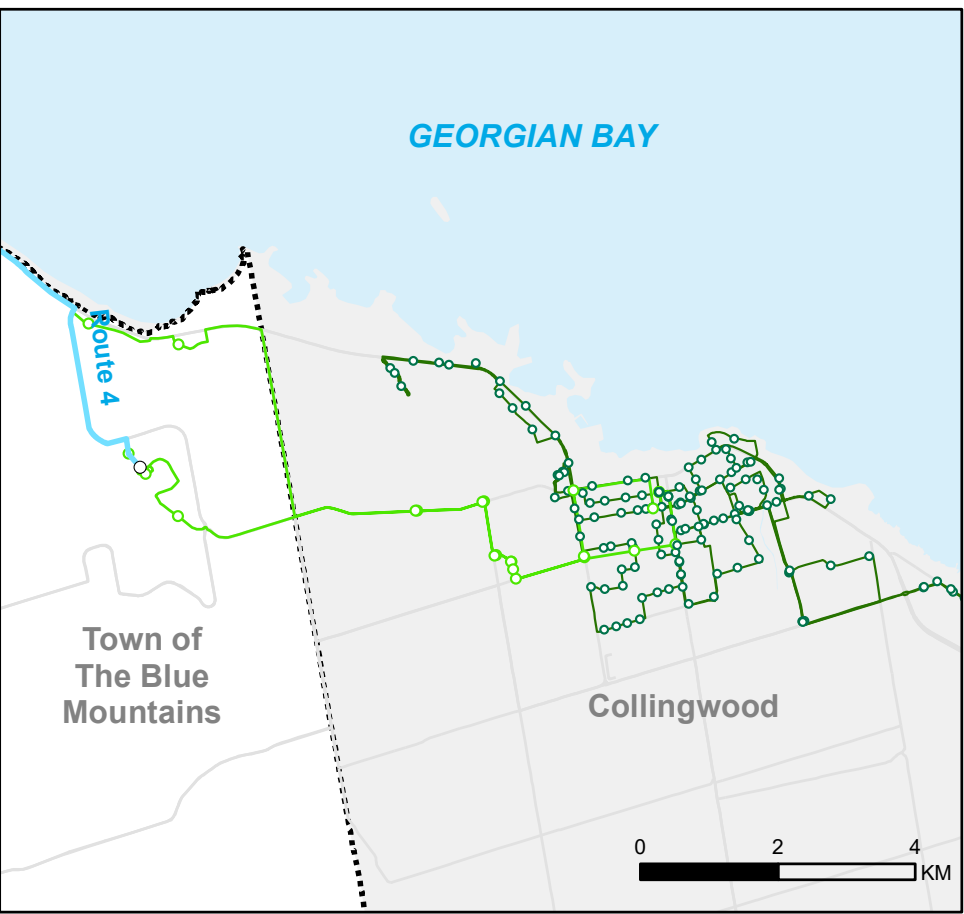 GEORGIAN BAY
Route 4
Town of
The Blue
Mountains
Collingwood
0 2 4
KM